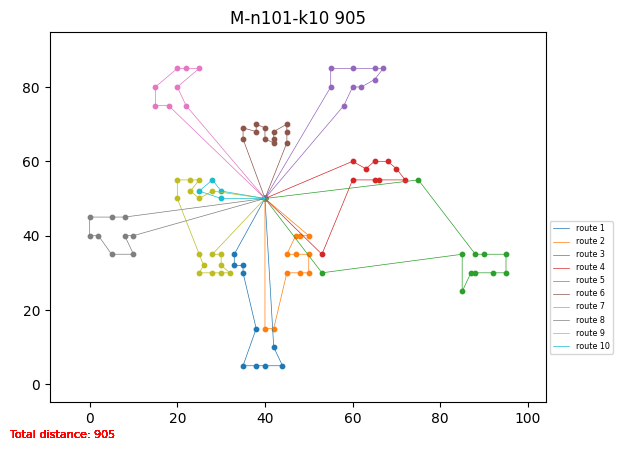 M-n101-k10 905
80
60
40
20
0
0
20
40
60
80
100
route 1
route 2
route 3
route 4
route 5
route 6
route 7
route 8
route 9
route 10
Total distance: 905